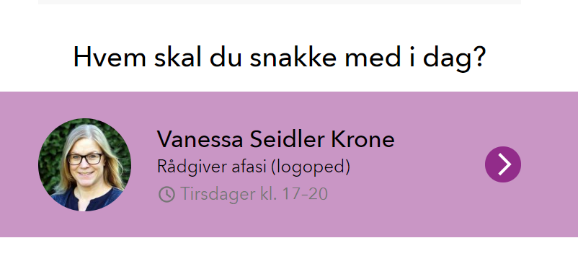 Hvem skal du snakke med i dag?
Vanessa Seidler Krone
Rådgiver afasi (logoped)
Tirsdager kl. 17–20